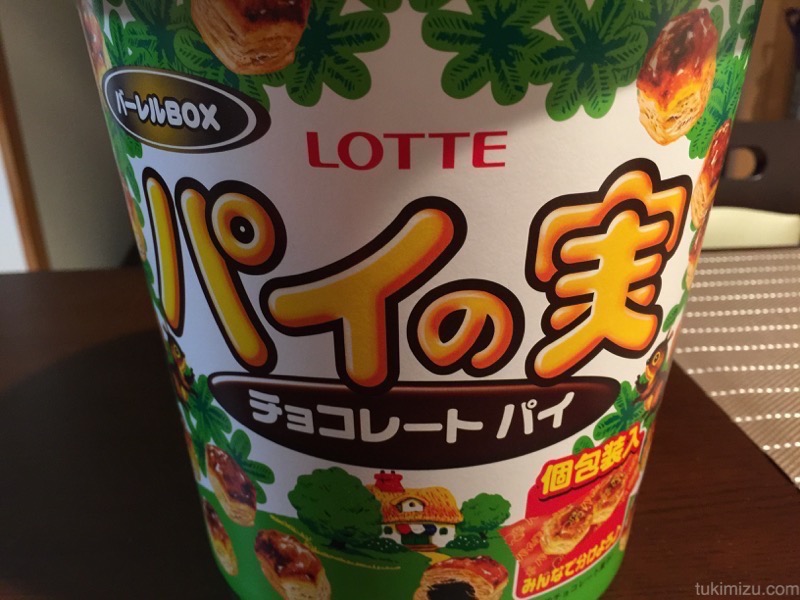 バーレルBOX
LOTTE
パイの実
チョコレート パイ
個包装入
みんなで分けよう!
tukimizu.com